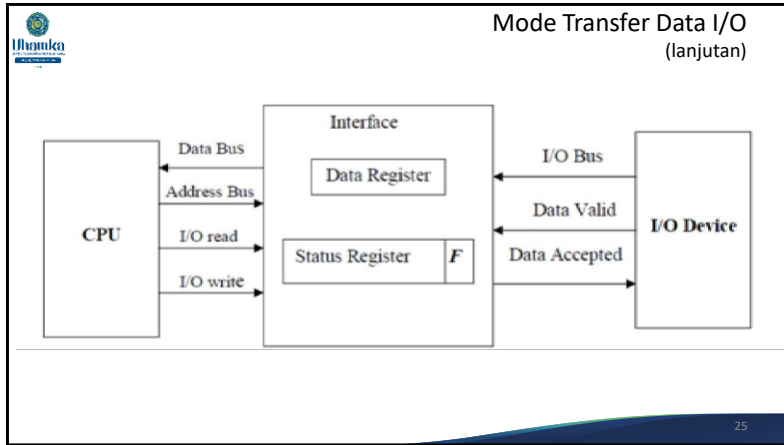 Mode Transfer Data I/O
(lanjutan)
Uhamka
Interface
Data Bus
Data Register
I/O Bus
Address Bus
Data Valid
CPU
I/O Device
I/O read
Status Register
F
Data Accepted
I/O write
25